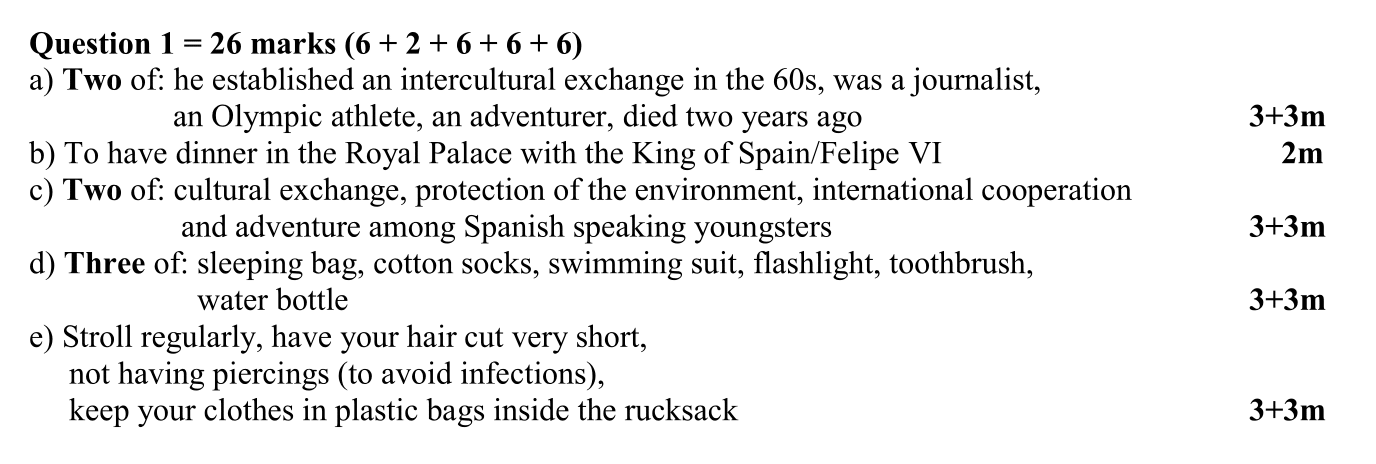 Question 1 = 26 marks (6 + 2 + 6 + 6 + 6)
a) Two of: he established an intercultural exchange in the 60s, was a journalist,
an Olympic athlete, an adventurer, died two years ago 3+3m
b) To have dinner in the Royal Palace with the King of Spain/Felipe VI 2m
c) Two of: cultural exchange, protection of the environment, international cooperation
and adventure among Spanish speaking youngsters 3+3m
d) Three of: sleeping bag, cotton socks, swimming suit, flashlight, toothbrush,
water bottle 3+3m
e) Stroll regularly, have your hair cut very short,
not having piercings (to avoid infections),
keep your clothes in plastic bags inside the rucksack 3+3m